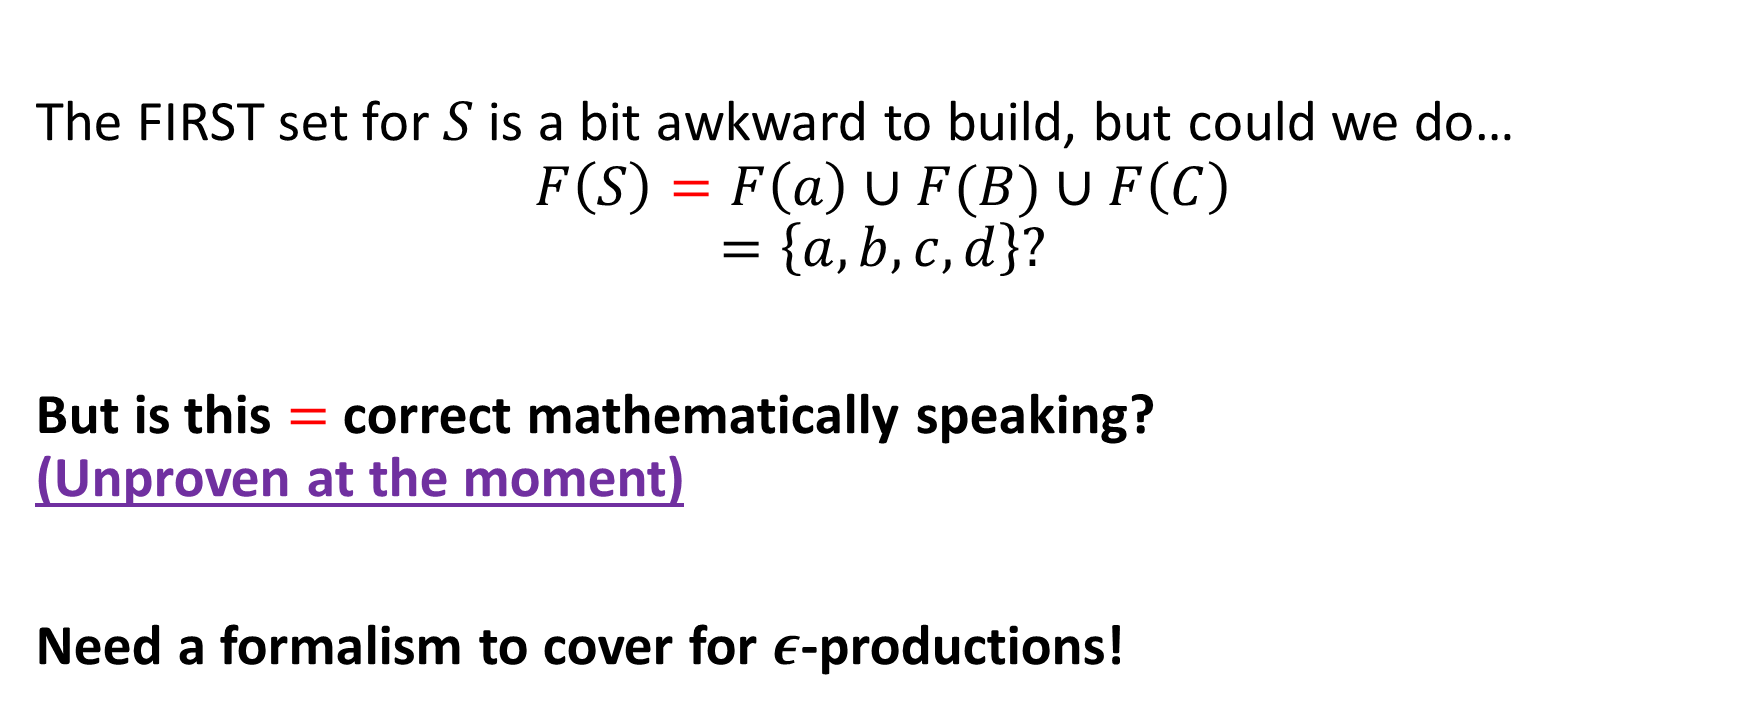 The FIRST set for 𝑆 is a bit awkward to build, but could we do…
𝐹(𝑆) = 𝐹(𝑎) ∪ 𝐹(𝐵) ∪ 𝐹(𝐶)
= {𝑎, 𝑏, 𝑐, 𝑑}?
But is this = correct mathematically speaking?
(Unproven at the moment)
Need a formalism to cover for 𝝐-productions!